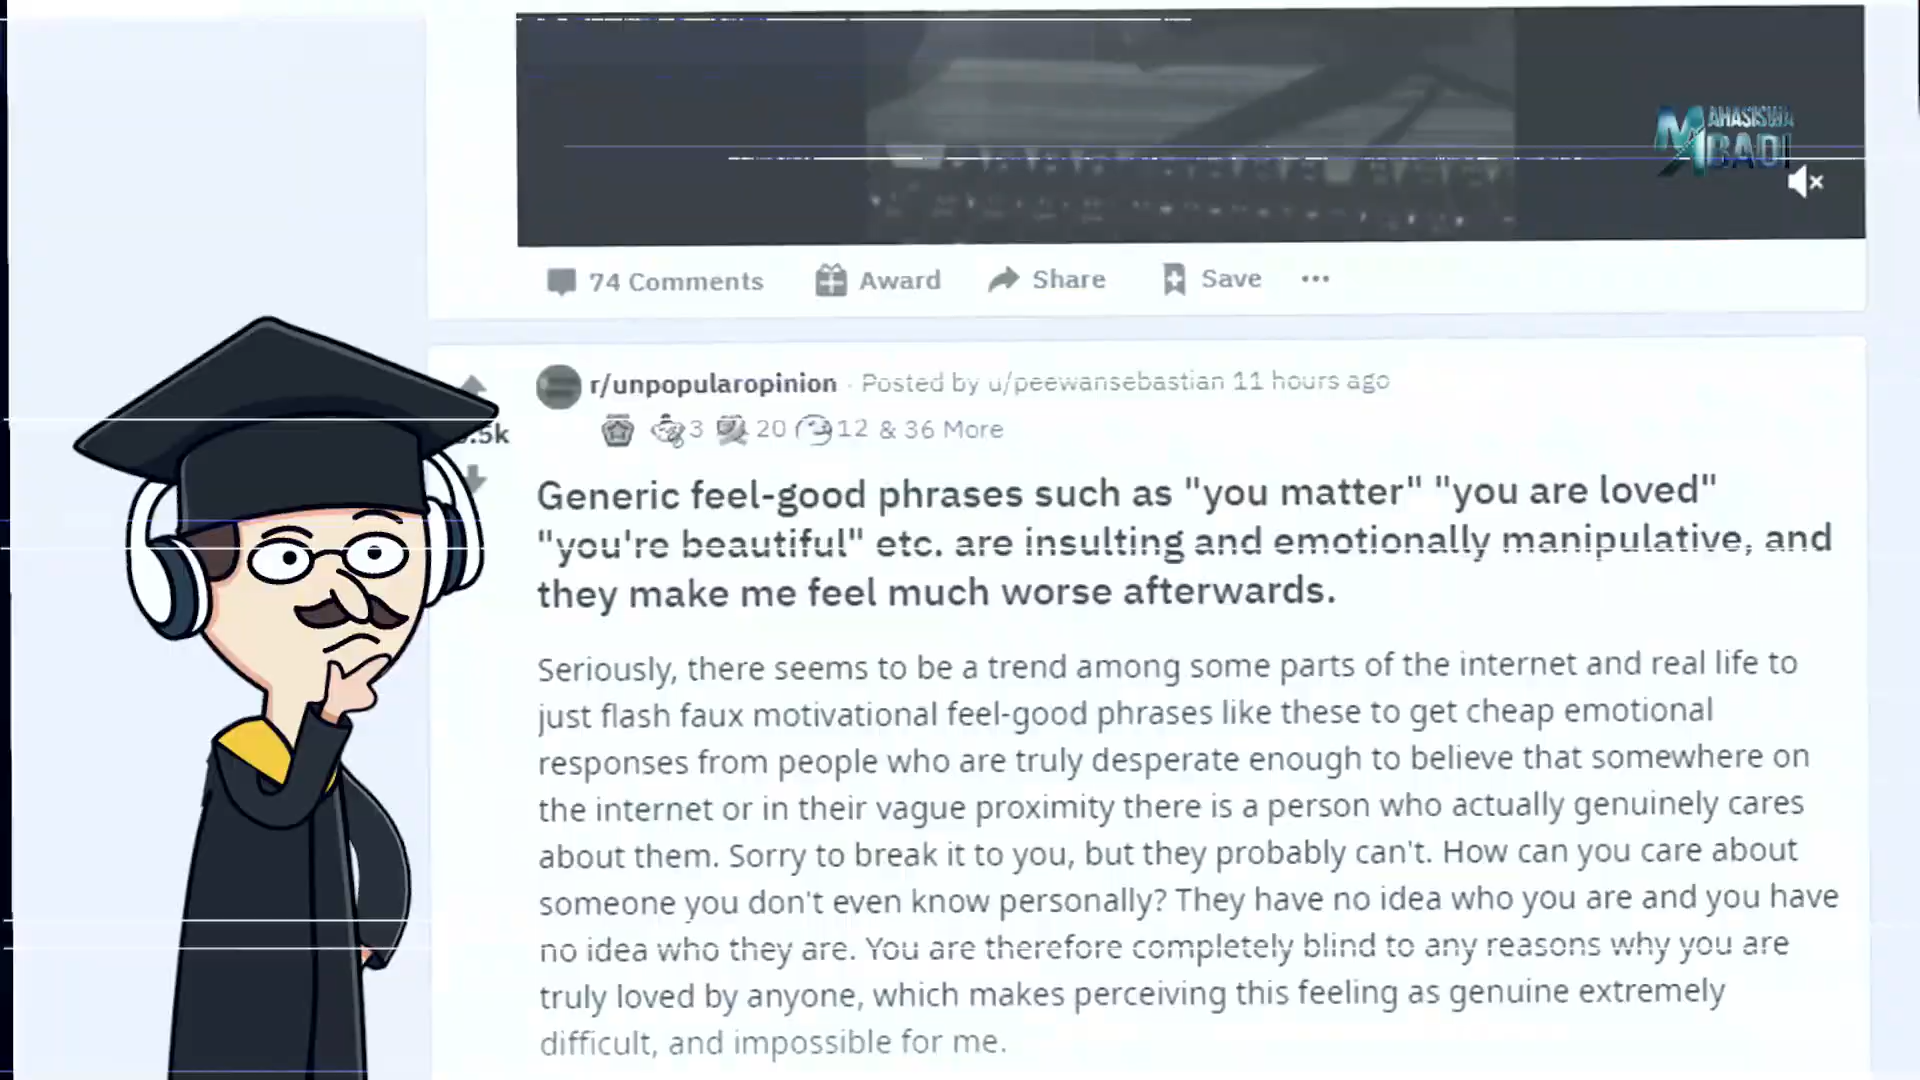 MAHASISWA
ABADI
74 Comments Award Share Save
r/unpopularopinion · Posted by u/peewansebastian 11 hours ago
3 20 12 & 36 More
.5k
Generic feel-good phrases such as "you matter" "you are loved"
"you're beautiful" etc. are insulting and emotionally manipulative, and
they make me feel much worse afterwards.
Seriously, there seems to be a trend among some parts of the internet and real life to
just flash faux motivational feel-good phrases like these to get cheap emotional
responses from people who are truly desperate enough to believe that somewhere on
the internet or in their vague proximity there is a person who actually genuinely cares
about them. Sorry to break it to you, but they probably can't. How can you care about
someone you don't even know personally? They have no idea who you are and you have
no idea who they are. You are therefore completely blind to any reasons why you are
truly loved by anyone, which makes perceiving this feeling as genuine extremely
difficult, and impossible for me.